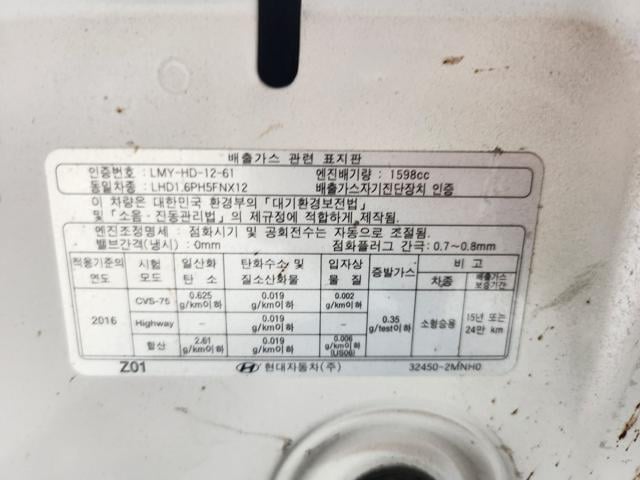 배출가스 관련 표지판
인증번호 : LMY-HD-12-61 엔진배기량 : 1598cc
동일차종 : LHD1.6PH5FNX12 배출가스자기진단장치 인증
이 차량은 대한민국 환경부의 「대기환경보전법」
및 「소음·진동관리법」의 제규정에 적합하게 제작됨.
엔진조정명세 : 점화시기 및 공회전수는 자동으로 조절됨.
밸브간격(냉시) : 0mm 점화플러그 간극: 0.7~0.8mm
적용기준의 연도 시험 모드 일산화 탄소 탄화수소 및 질소산화물 입자상 물질 증발가스 비고
차종 배출가스 보증기간
2016 CVS-75 0.625 g/km이하 0.019 g/km이하 0.002 g/km이하 0.35 g/test이하 소형승용 15년 또는 24만 km
Highway - 0.019 g/km이하 -
합산 2.61 g/km이하 0.019 g/km이하 0.006 g/km이하 (US06)
Z01 현대자동차(주) 32450-2MNH0